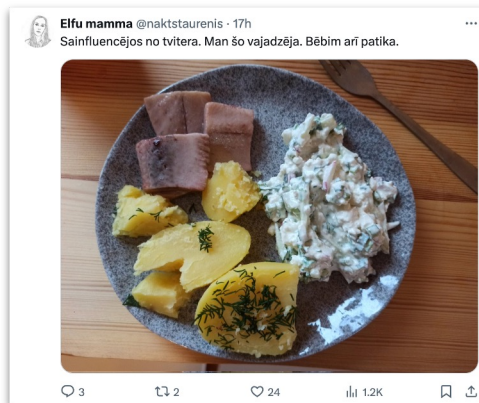 Elfu mamma @naktstaurenis · 17h
Sainfluencējos no tvitera. Man šo vajadzēja. Bēbim arī patika.
3 2 24 1.2K